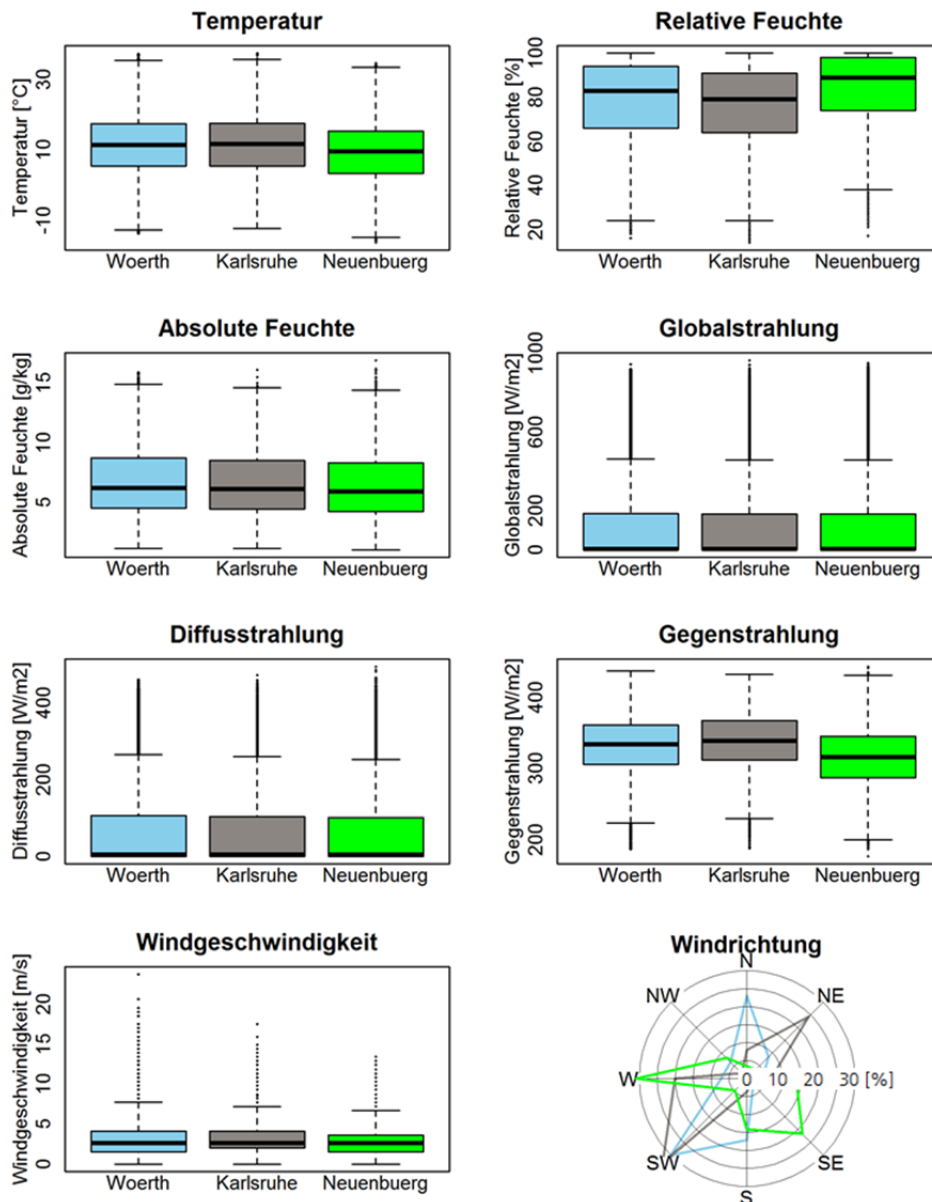 Temperatur
Temperatur [°C]
30
10
-10
Woerth Karlsruhe Neuenbuerg
Relative Feuchte
Relative Feuchte [%]
100
80
60
40
20
Woerth Karlsruhe Neuenbuerg
Absolute Feuchte
Absolute Feuchte [g/kg]
15
10
5
Woerth Karlsruhe Neuenbuerg
Globalstrahlung
Globalstrahlung [W/m2]
1000
600
200
0
Woerth Karlsruhe Neuenbuerg
Diffusstrahlung
Diffusstrahlung [W/m2]
400
200
0
Woerth Karlsruhe Neuenbuerg
Gegenstrahlung
Gegenstrahlung [W/m2]
400
300
200
Woerth Karlsruhe Neuenbuerg
Windgeschwindigkeit
Windgeschwindigkeit [m/s]
20
15
10
5
0
Woerth Karlsruhe Neuenbuerg
Windrichtung
N
NW NE
W 0 10 20 30 [%]
SW SE
S